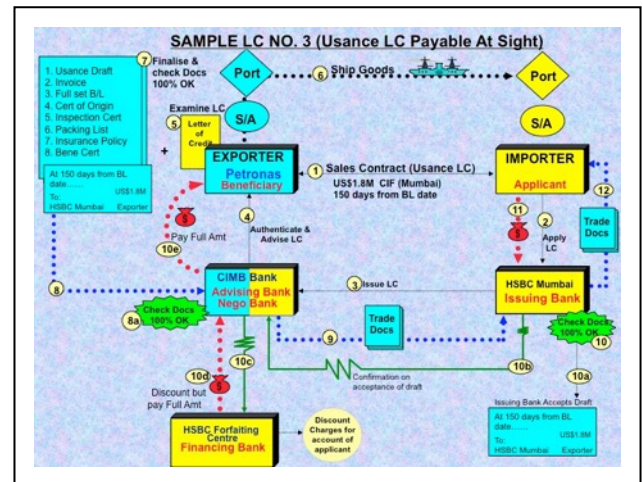 SAMPLE LC NO. 3 (Usance LC Payable At Sight)
1. Usance Draft
2. Invoice
3. Full set B/L
4. Cert of Origin
5. Inspection Cert
6. Packing List
7. Insurance Policy
8. Bene Cert
7
Finalise &
check Docs
100% OK
Port
6
Ship Goods
Port
Examine LC
5
Letter
of
Credit
+
S/A
S/A
At 150 days from BL
date......
US$1.8M
To:
HSBC Mumbai
Exporter
EXPORTER
Petronas
Beneficiary
1
Sales Contract (Usance LC)
US$1.8M CIF (Mumbai)
150 days from BL date
IMPORTER
Applicant
12
$
Pay Full Amt
10e
4
Authenticate &
Advise LC
11
$
2
Apply
LC
Trade
Docs
8
CIMB Bank
Advising Bank
Nego Bank
3
Issue LC
HSBC Mumbai
Issuing Bank
8a
Check Docs
100% OK
Trade
Docs
9
Check Docs
100% OK
10
10c
10d
$
Discount but
pay Full Amt
Confirmation on
acceptance of draft
10b
10a
Issuing Bank Accepts Draft
HSBC Forfaiting
Centre
Financing Bank
Discount
Charges for
account of
applicant
At 150 days from BL
date......
US$1.8M
To:
HSBC Mumbai
Exporter